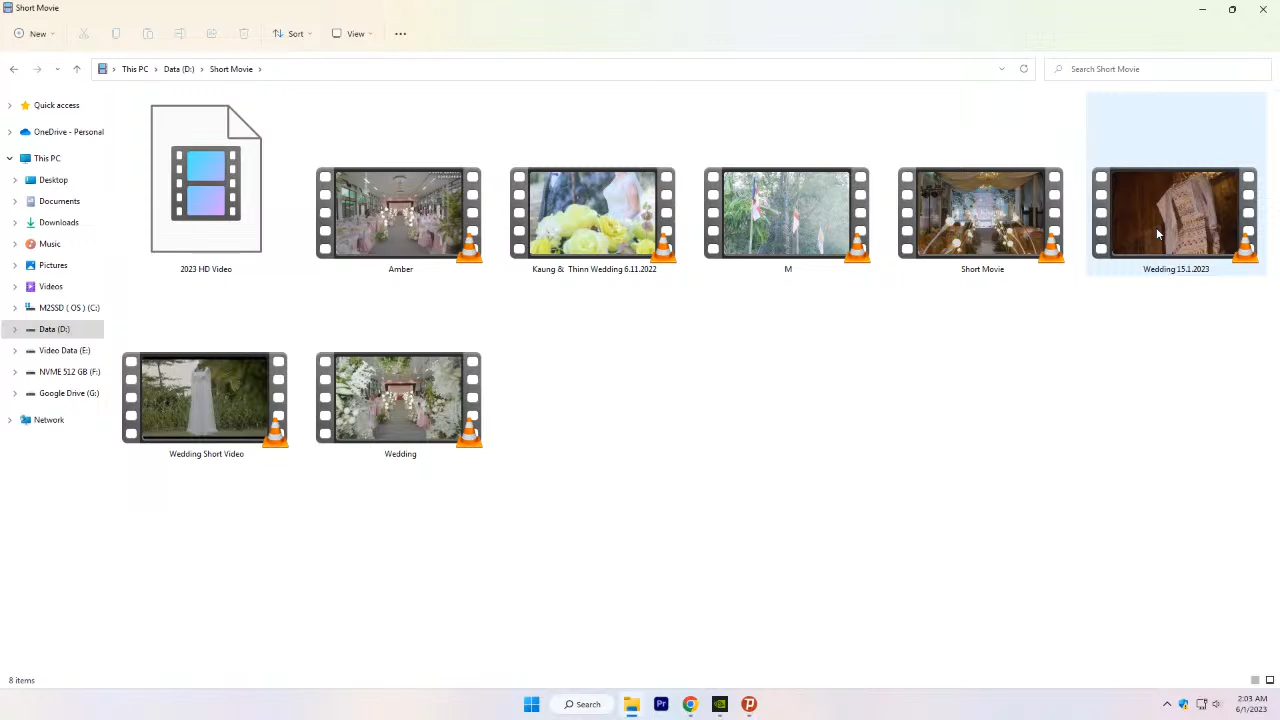 Short Movie
New
Sort
View
This PC
Data (D:)
Short Movie
Search Short Movie
Quick access
OneDrive - Personal
This PC
Desktop
Documents
Downloads
Music
Pictures
Videos
M2SSD ( OS ) (C:)
Data (D:)
Video Data (E:)
NVME 512 GB (F:)
Google Drive (G:)
Network
2023 HD Video
Amber
Kaung & Thinn Wedding 6.11.2022
M
Short Movie
Wedding 15.1.2023
Wedding Short Video
Wedding
8 items
Search
Pr
2:03 AM
6/1/2023